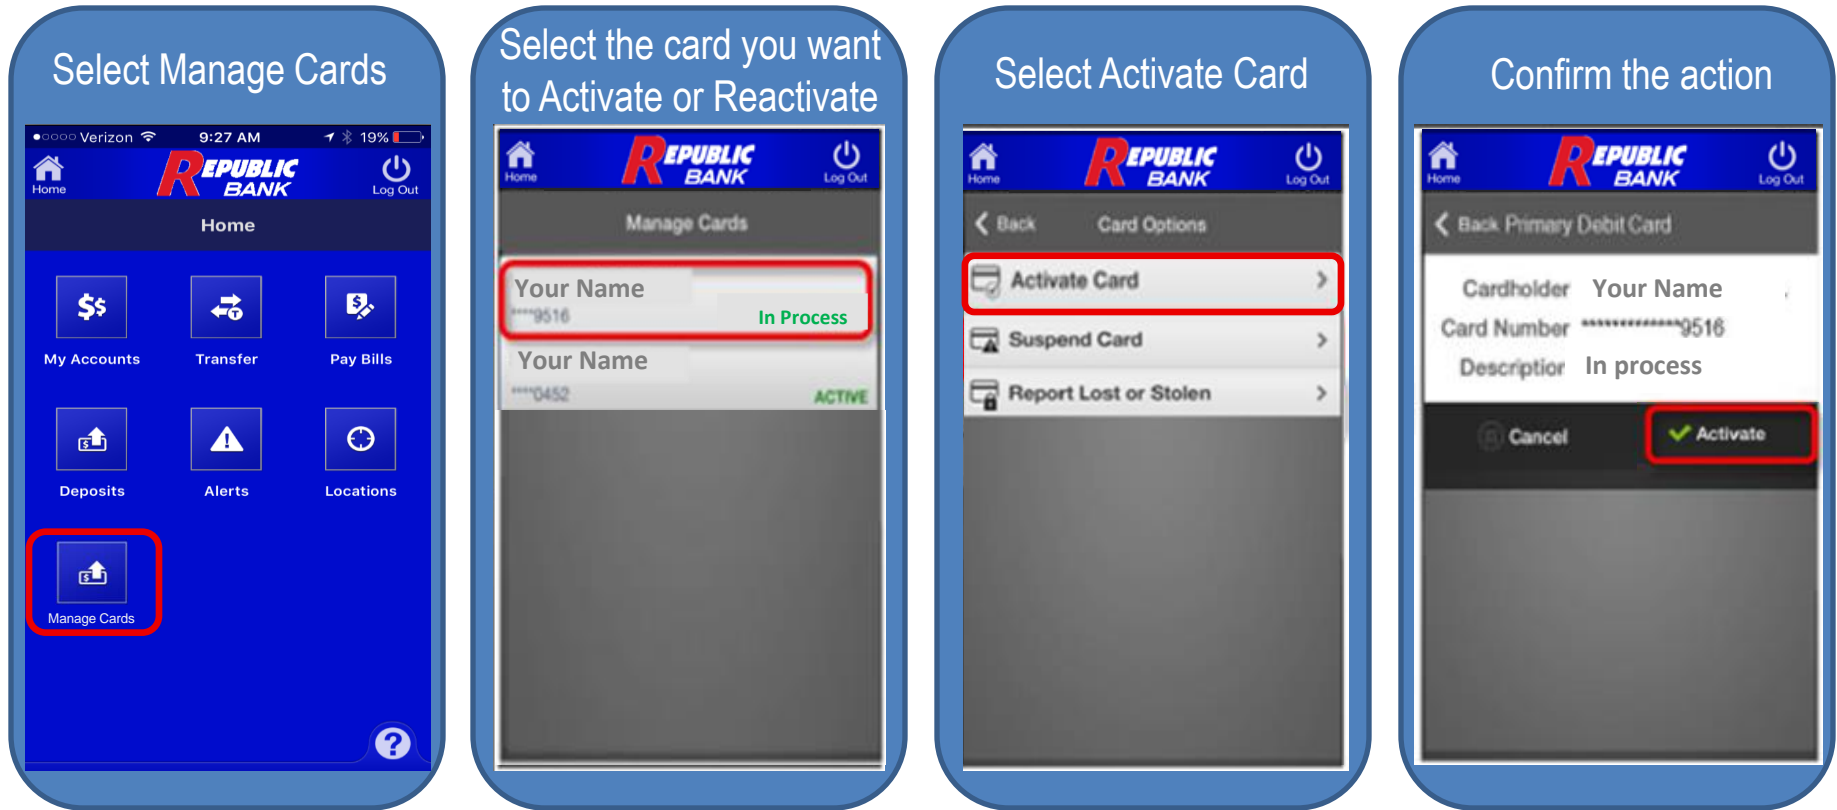 Select Manage Cards
Verizon 9:27 AM 19%
Home REPUBLIC BANK Log Out
Home
$s
My Accounts Transfer Pay Bills
Deposits Alerts Locations
Manage Cards
?
Select the card you want
to Activate or Reactivate
Home REPUBLIC BANK Log Out
Manage Cards
Your Name
****9516 In Process
Your Name
****0452 ACTIVE
Select Activate Card
Home REPUBLIC BANK Log Out
Back Card Options
Activate Card
Suspend Card
Report Lost or Stolen
Confirm the action
Home REPUBLIC BANK Log Out
Back Primary Debit Card
Cardholder Your Name
Card Number ************9516
Description In process
Cancel Activate